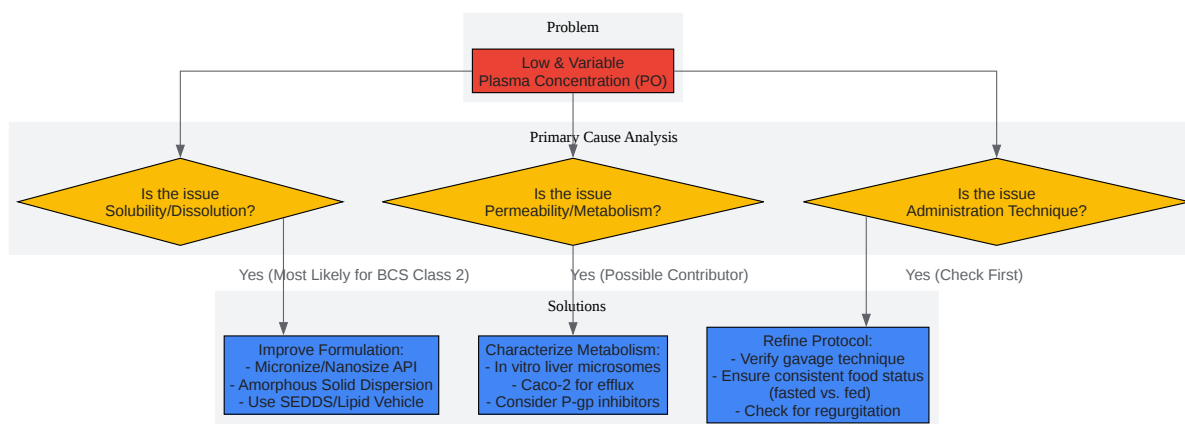 Problem
Low & Variable
Plasma Concentration (PO)
Primary Cause Analysis
Is the issue
Solubility/Dissolution?
Is the issue
Permeability/Metabolism?
Is the issue
Administration Technique?
Yes (Most Likely for BCS Class 2)
Yes (Possible Contributor)
Yes (Check First)
Solutions
Improve Formulation:
- Micronize/Nanosize API
- Amorphous Solid Dispersion
- Use SEDDS/Lipid Vehicle
Characterize Metabolism:
- In vitro liver microsomes
- Caco-2 for efflux
- Consider P-gp inhibitors
Refine Protocol:
- Verify gavage technique
- Ensure consistent food status
(fasted vs. fed)
- Check for regurgitation